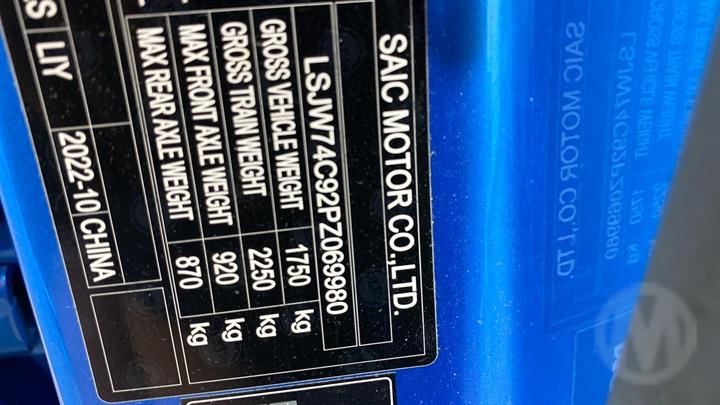 SAIC MOTOR CO.,LTD.
LSJW74C92PZ069980
GROSS VEHICLE WEIGHT 1750 kg
GROSS TRAN WEIGHT 2250 kg
MAX FRONT AXLE WEIGHT 920 kg
MAX REAR AXLE WEIGHT 870 kg
2022-10 CHINA
LIY